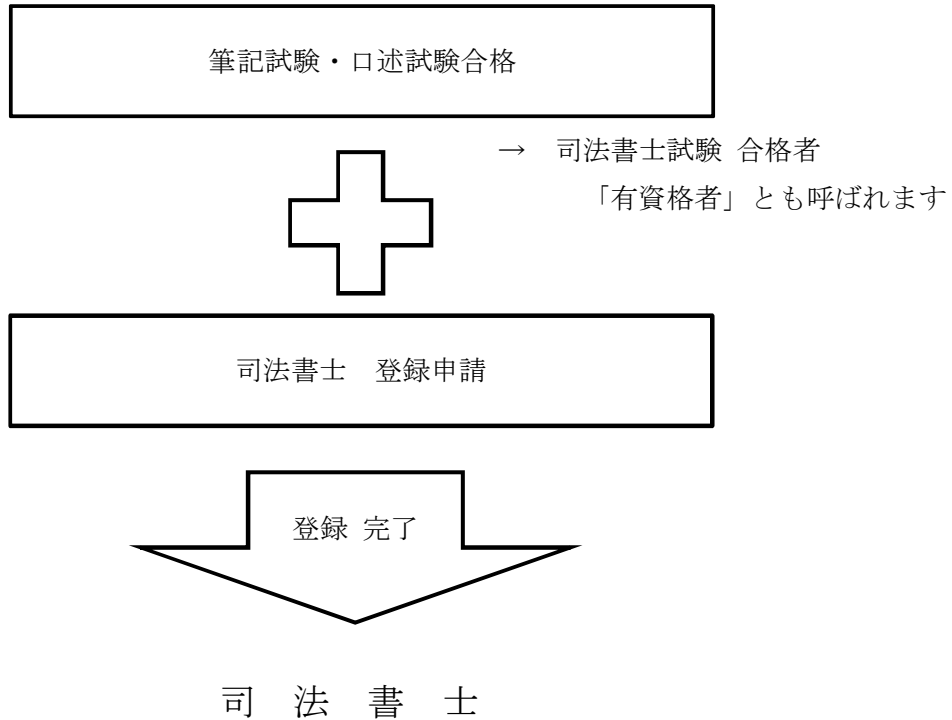 筆記試験・口述試験合格
→　司法書士試験 合格者
「有資格者」とも呼ばれます
司法書士　登録申請
登録 完了
司　法　書　士